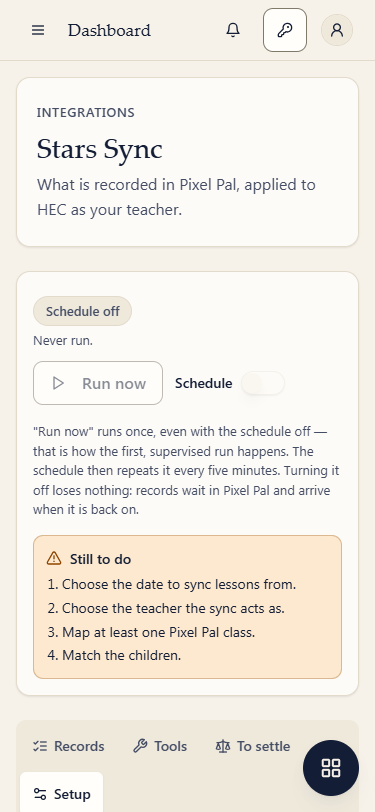 Dashboard
INTEGRATIONS
Stars Sync
What is recorded in Pixel Pal, applied to
HEC as your teacher.
Schedule off
Never run.
Run now
Schedule
"Run now" runs once, even with the schedule off —
that is how the first, supervised run happens. The
schedule then repeats it every five minutes. Turning it
off loses nothing: records wait in Pixel Pal and arrive
when it is back on.
Still to do
1. Choose the date to sync lessons from.
2. Choose the teacher the sync acts as.
3. Map at least one Pixel Pal class.
4. Match the children.
Records
Tools
To settle
Setup